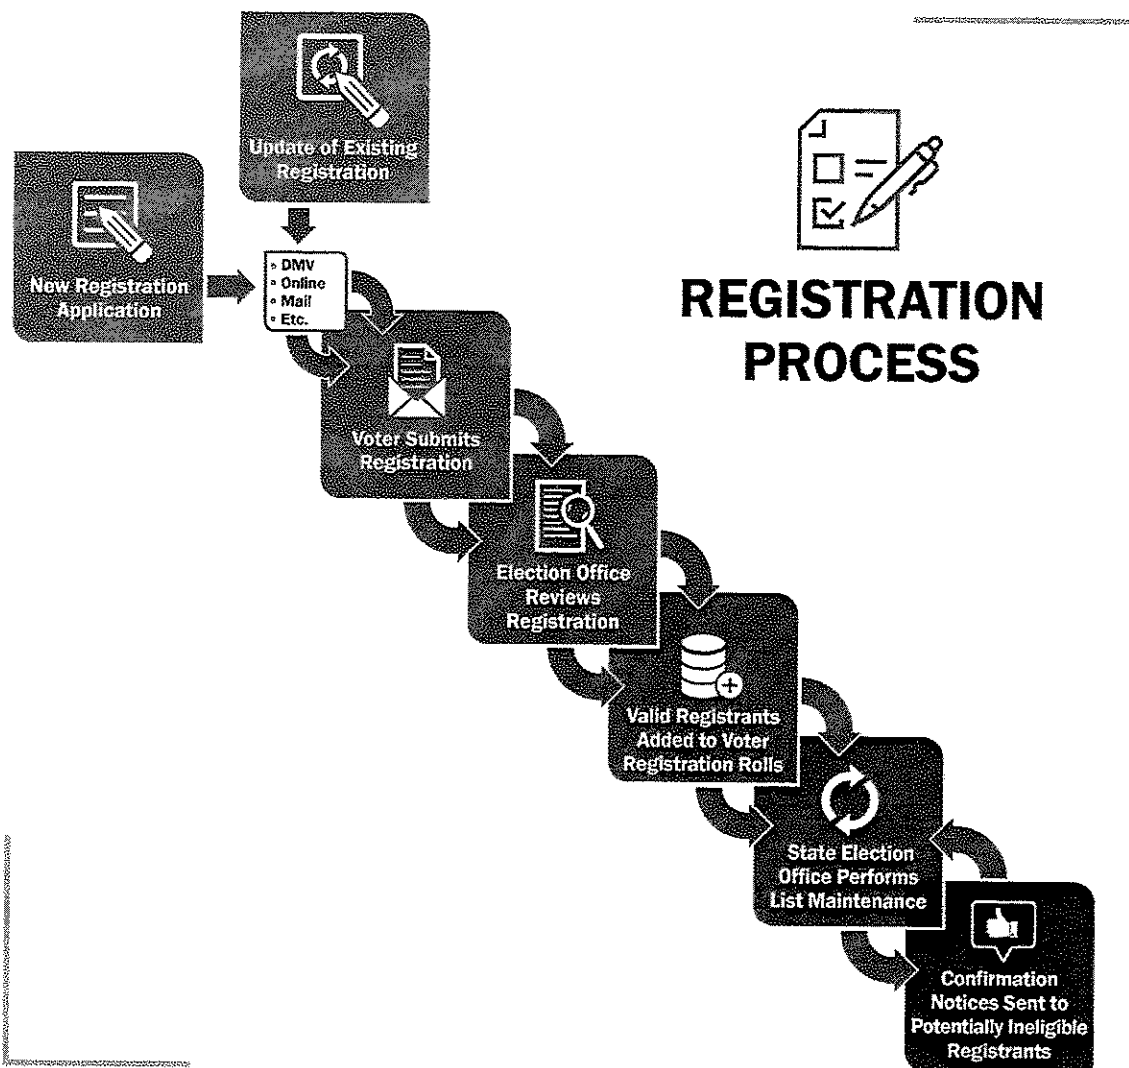 Update of Existing
Registration
New Registration
Application
◦ DMV
◦ Online
◦ Mail
◦ Etc.
REGISTRATION
PROCESS
Voter Submits
Registration
Election Office
Reviews
Registration
Valid Registrants
Added to Voter
Registration Rolls
State Election
Office Performs
List Maintenance
Confirmation
Notices Sent to
Potentially Ineligible
Registrants